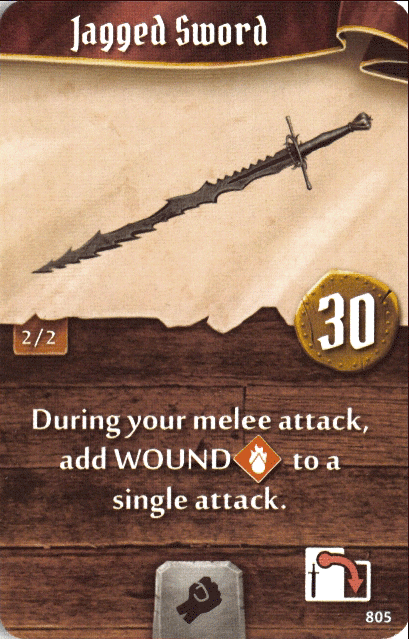 Jagged Sword
30
2/2
During your melee attack,
add WOUND to a
single attack.
805